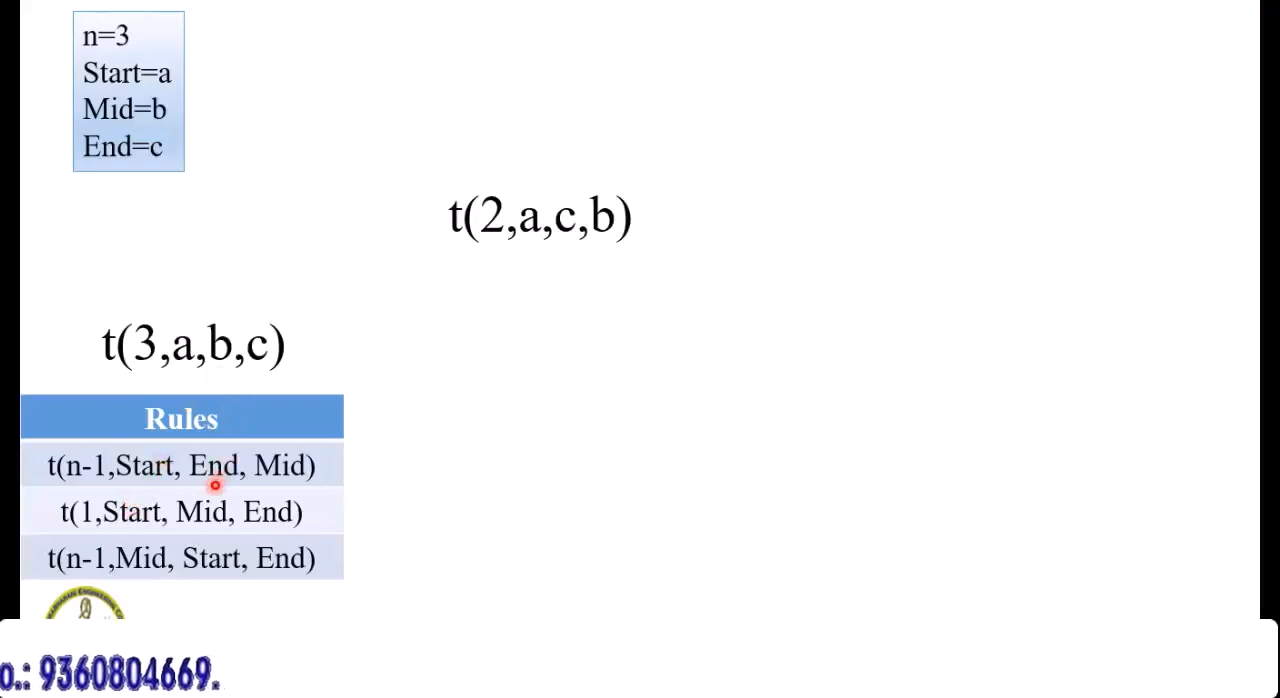 n=3
Start=a
Mid=b
End=c
t(2,a,c,b)
t(3,a,b,c)
Rules
t(n-1,Start, End, Mid)
t(1,Start, Mid, End)
t(n-1,Mid, Start, End)
o.: 9360804669.